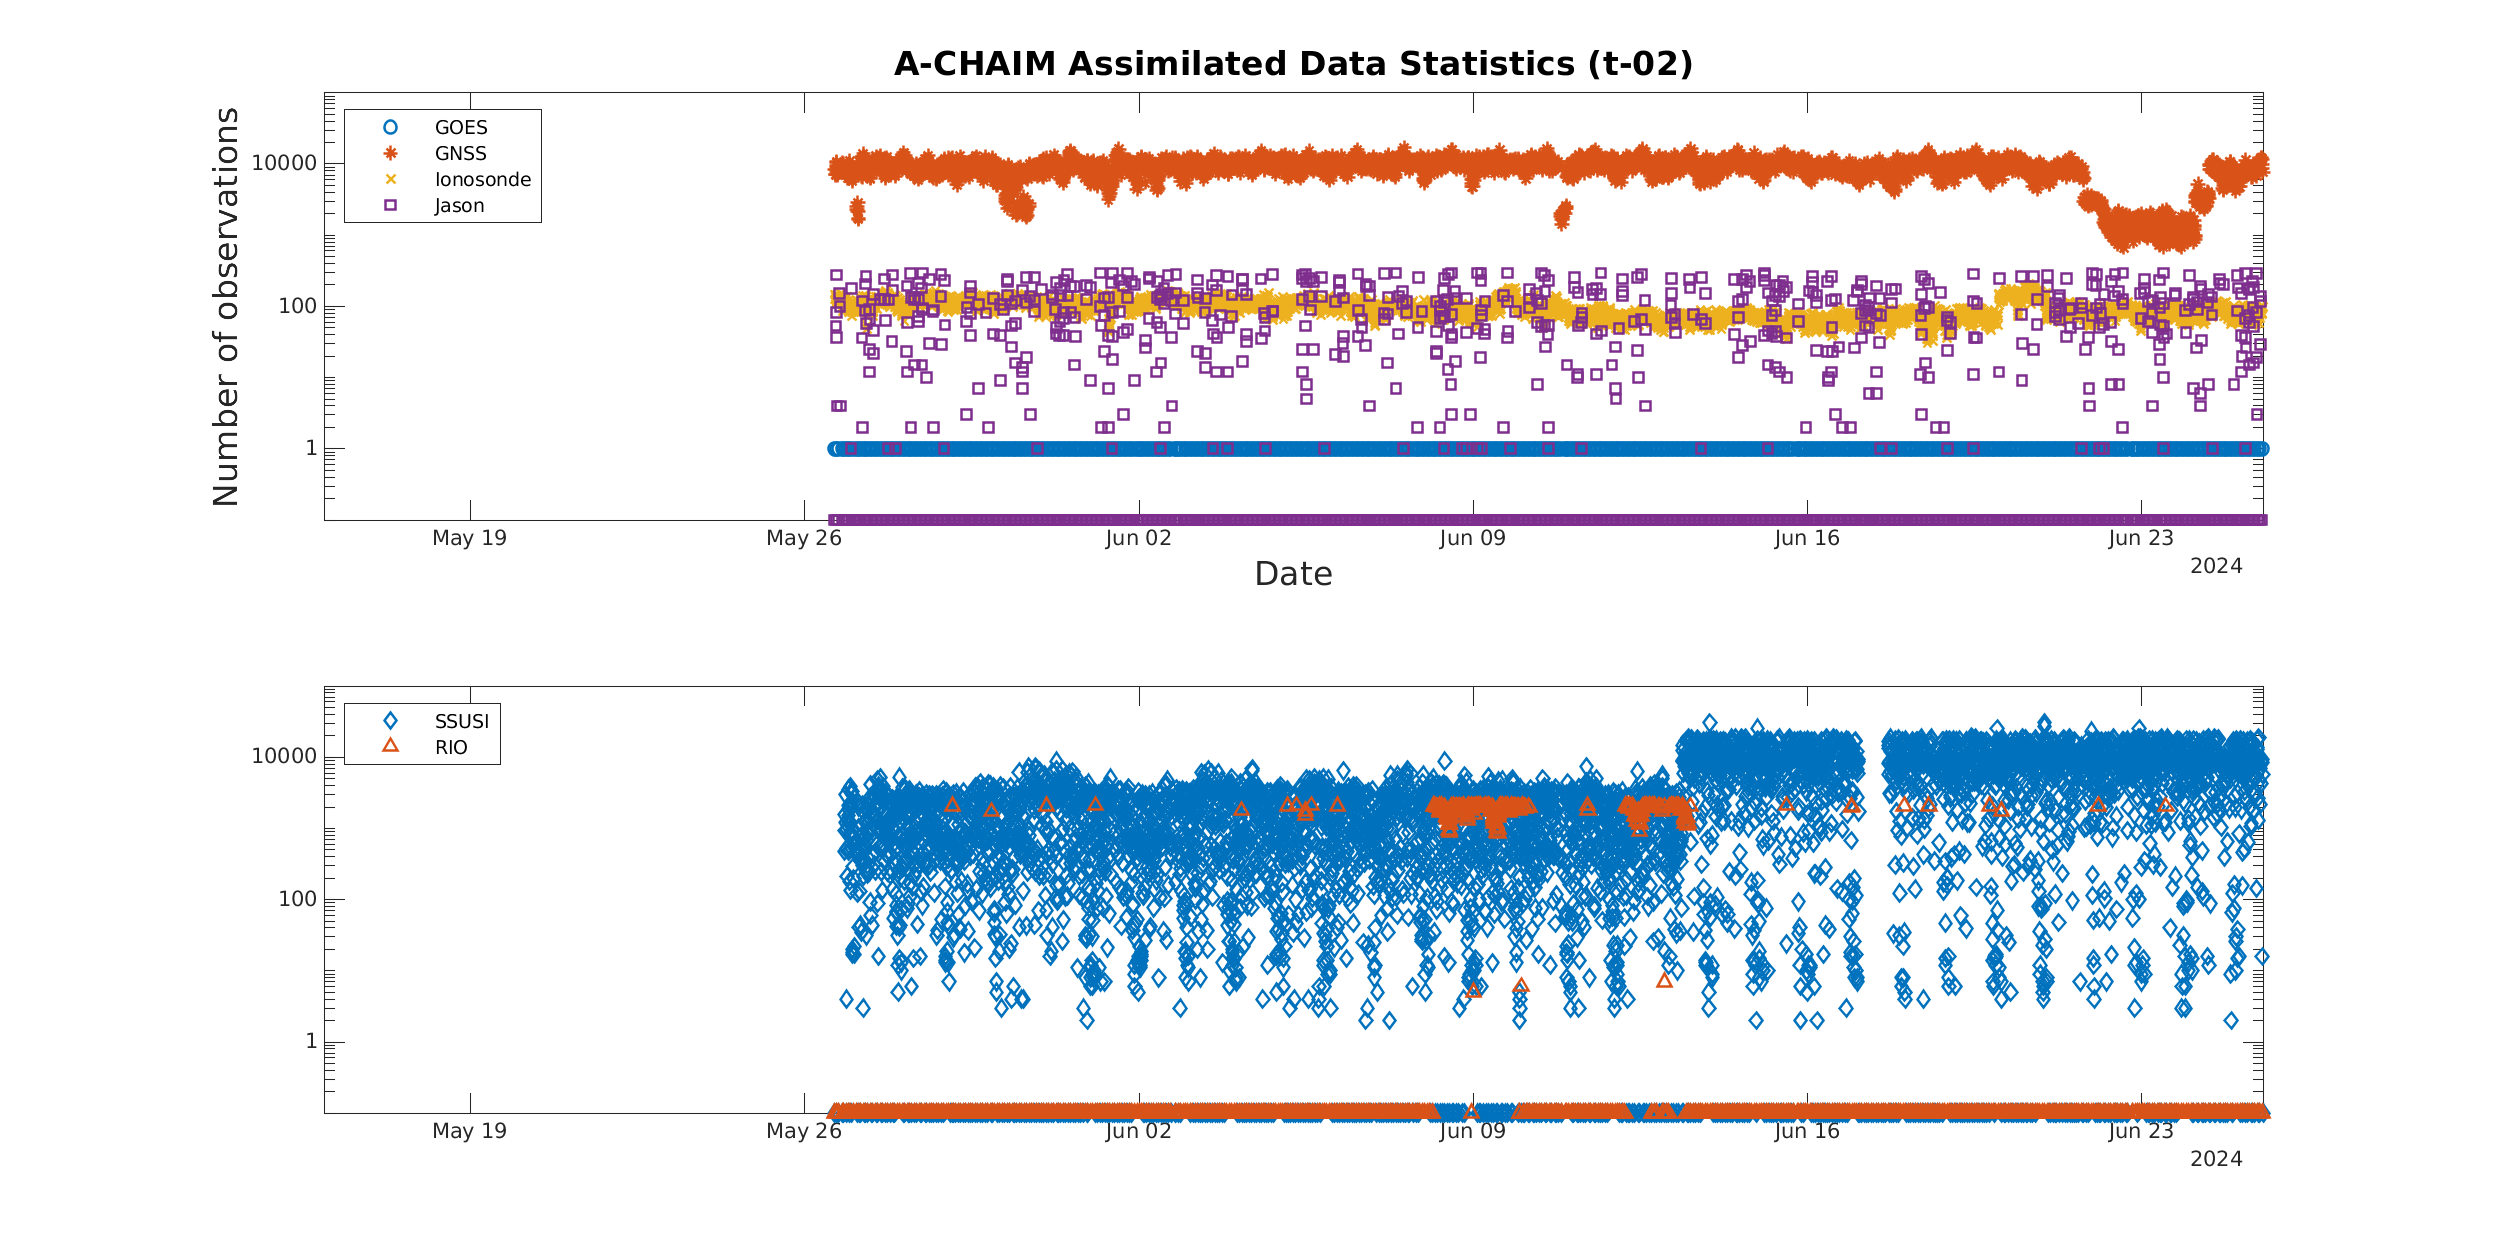 A-CHAIM Assimilated Data Statistics (t-02)
Number of observations
10000
100
1
GOES
GNSS
Ionosonde
Jason
May 19
May 26
Jun 02
Jun 09
Jun 16
Jun 23
2024
Date
10000
100
1
SSUSI
RIO
May 19
May 26
Jun 02
Jun 09
Jun 16
Jun 23
2024